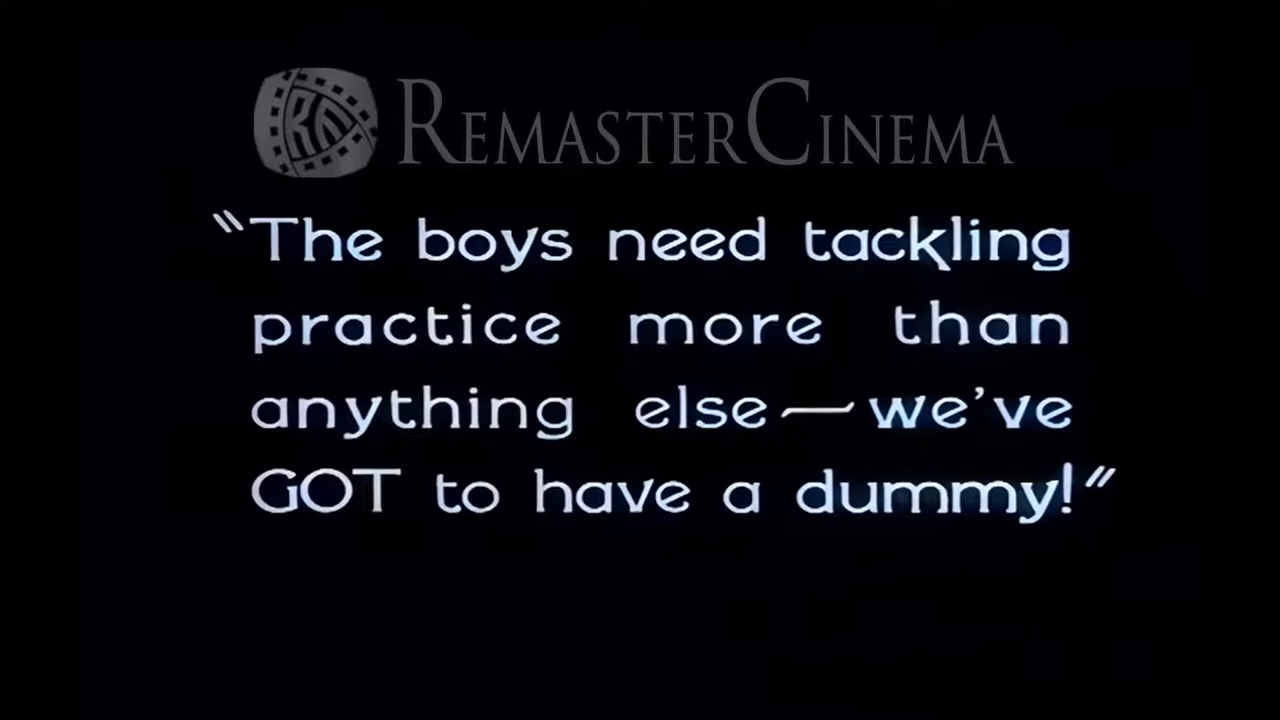 REMASTERCINEMA
"The boys need tackling
practice more than
anything else—we've
GOT to have a dummy!"